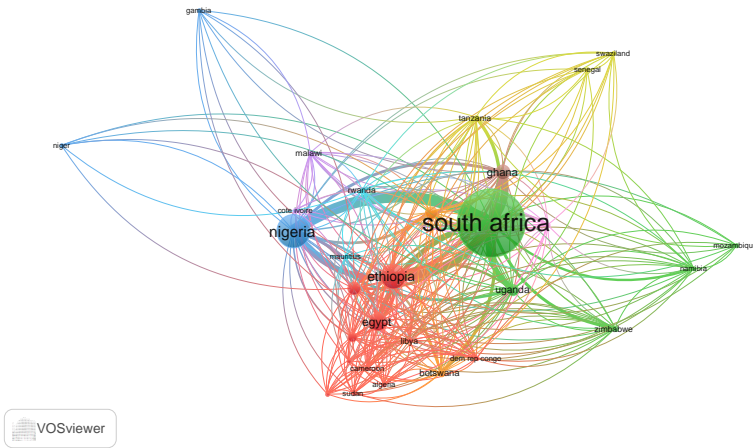 gambia
swaziland
senegal
tanzania
niger
malawi
ghana
rwanda
cote ivoire
south africa
nigeria
mozambiqu
mauritius
namibia
ethiopia
uganda
egypt
zimbabwe
libya
dem rep congo
cameroon
botswana
algeria
sudan
VOSviewer